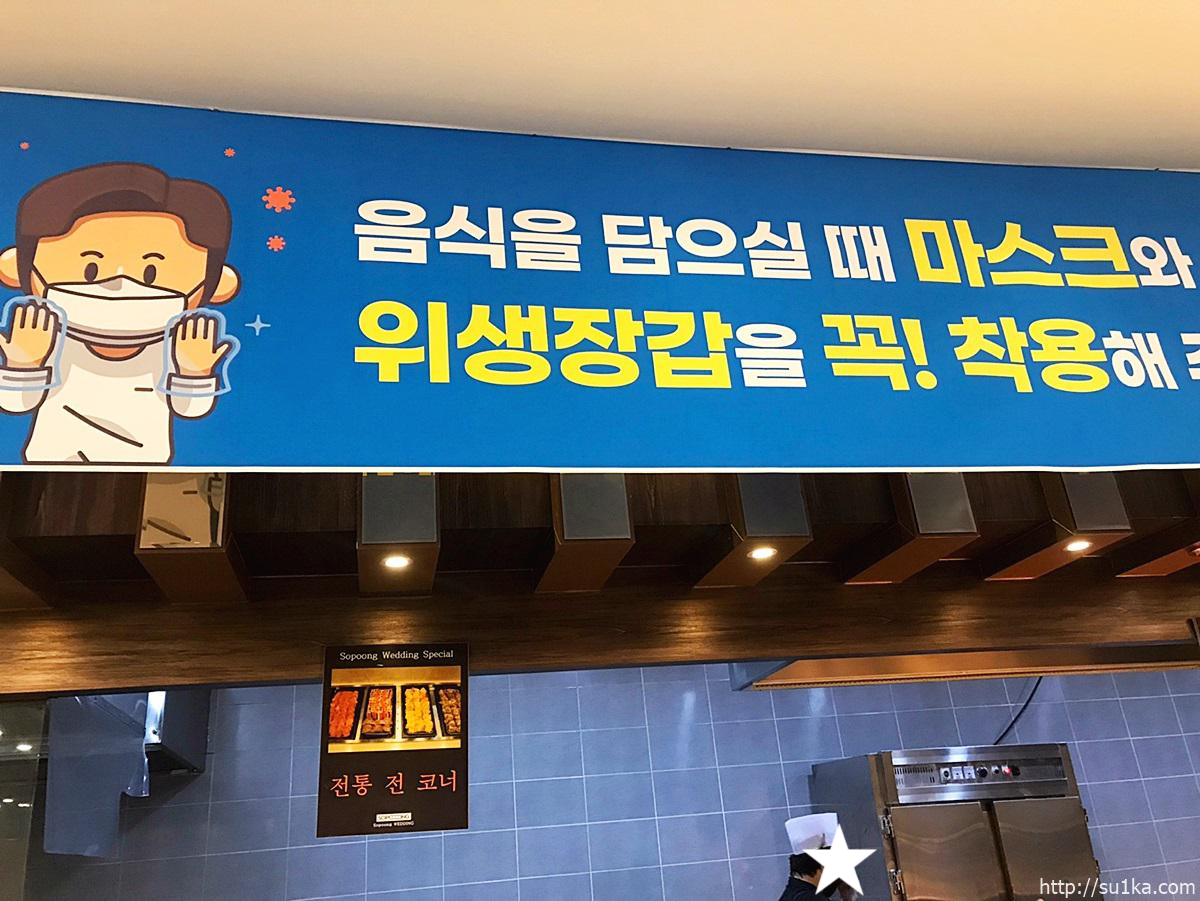 음식을 담으실 때 마스크와
위생장갑을 꼭! 착용해
Sopoong Wedding Special
전통 전 코너
SOPOONG
Sopoong WEDDING
http://su1ka.com